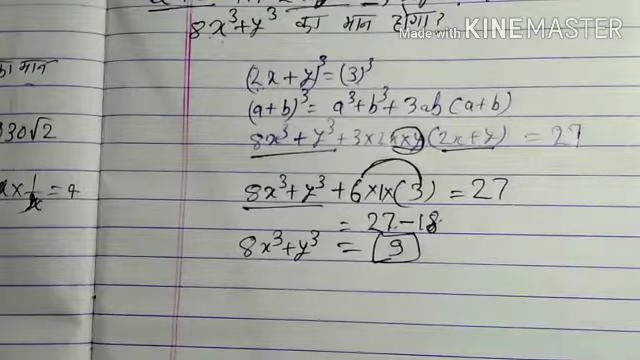 Made with KINEMASTER
8x³+y³ का मान होगा?
का मान
(2x+y)³=(3)³
(a+b)³= a³+b³+3ab(a+b)
30√2
8x³+y³+3×2x×y(2x+y) = 27
x × 1/x = 9
8x³+y³+6×1×(3) = 27
= 27-18
8x³+y³ = 9